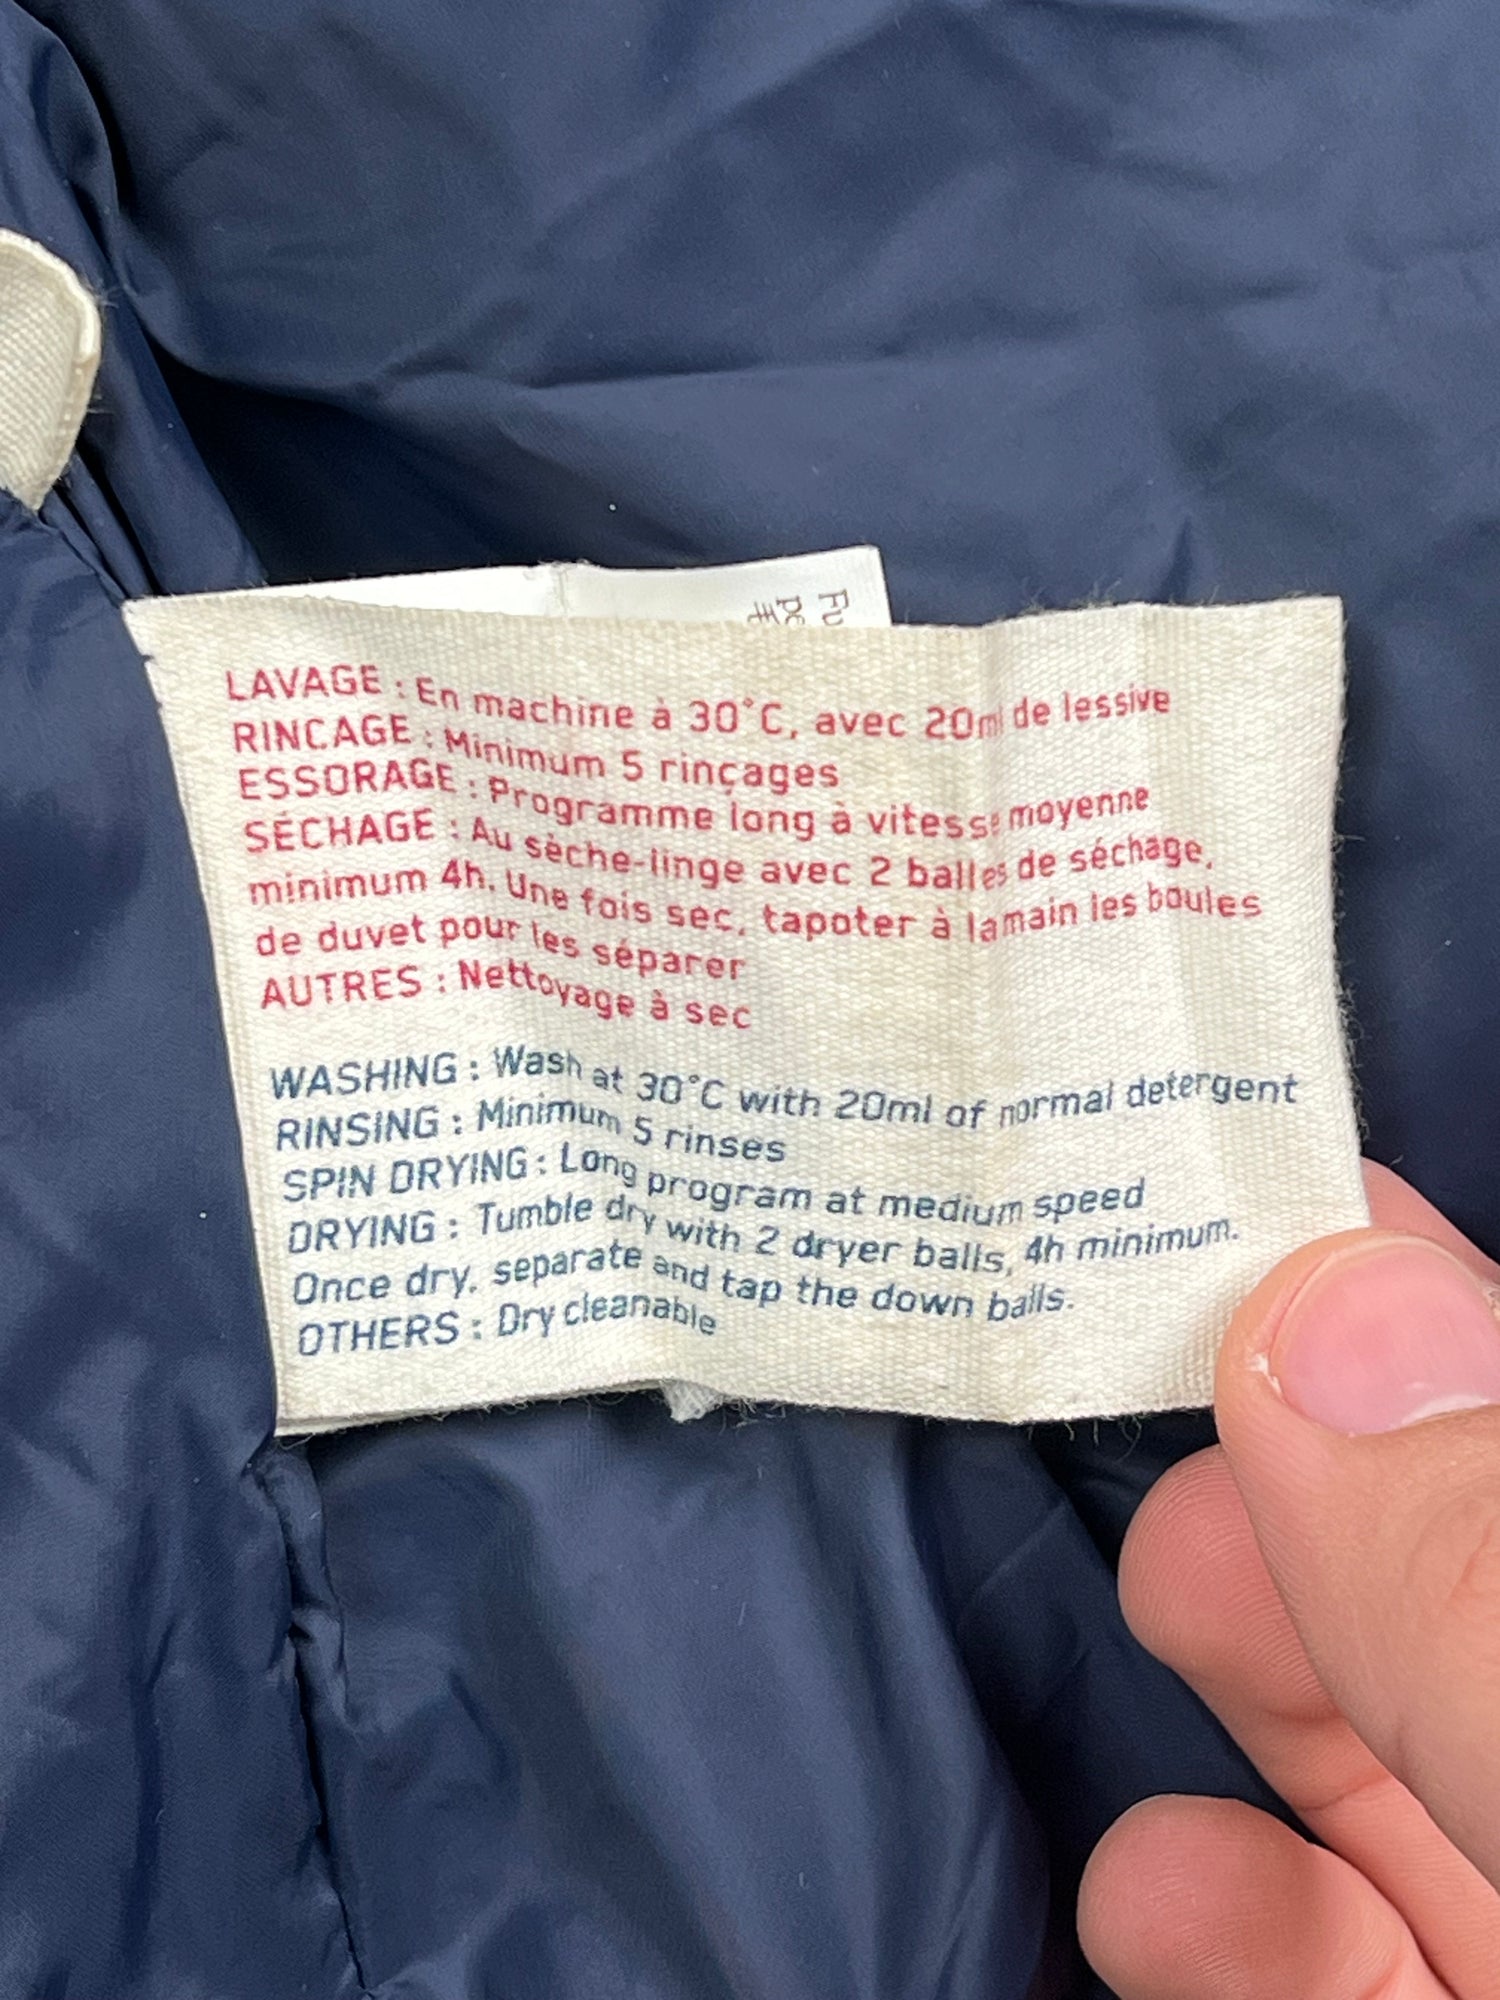 LAVAGE : En machine à 30°C, avec 20ml de lessive
RINCAGE : Minimum 5 rinçages
ESSORAGE : Programme long à vitesse moyenne
SÉCHAGE : Au sèche-linge avec 2 balles de séchage,
minimum 4h. Une fois sec, tapoter à la main les boules
de duvet pour les séparer
AUTRES : Nettoyage à sec
WASHING : Wash at 30°C with 20ml of normal detergent
RINSING : Minimum 5 rinses
SPIN DRYING : Long program at medium speed
DRYING : Tumble dry with 2 dryer balls, 4h minimum.
Once dry, separate and tap the down balls.
OTHERS : Dry cleanable